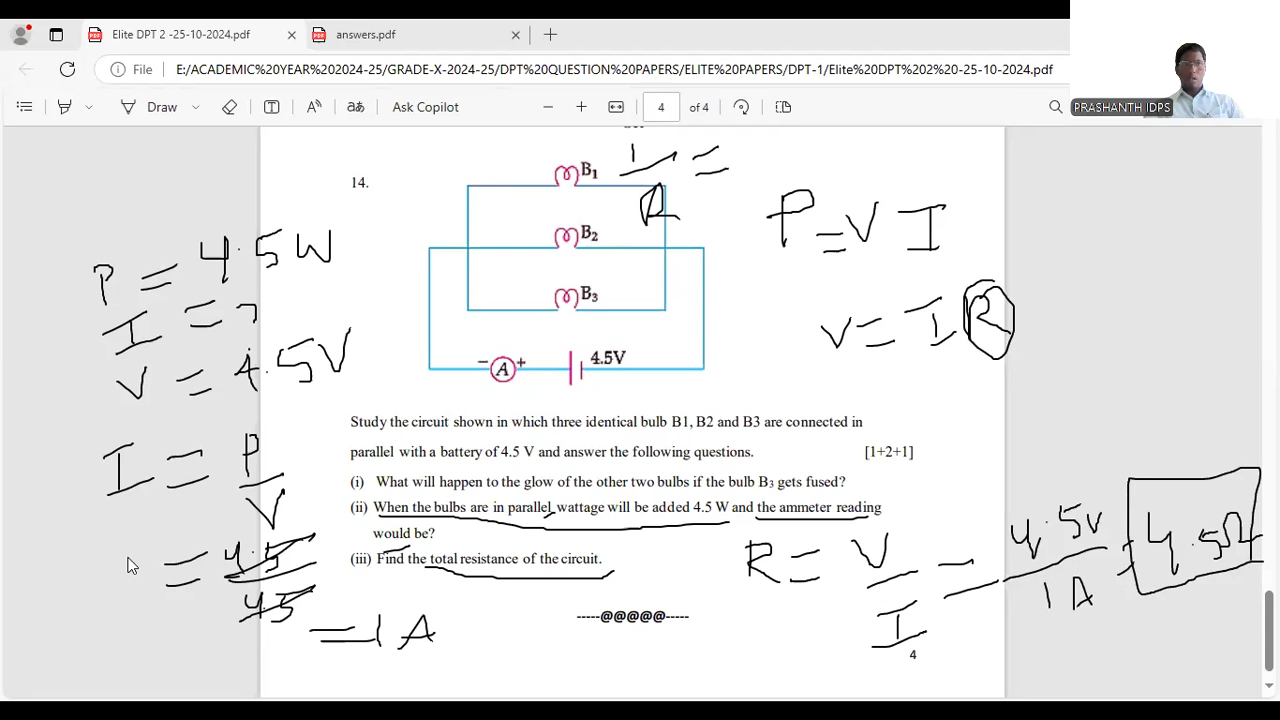 Elite DPT 2 -25-10-2024.pdf
answers.pdf
File
E:/ACADEMIC%20YEAR%202024-25/GRADE-X-2024-25/DPT%20QUESTION%20PAPERS/ELITE%20PAPERS/DPT-1/Elite%20DPT%202%20-25-10-2024.pdf
Draw
Ask Copilot
4
of 4
PRASHANTH IDPS
14.
B1
B2
B3
− A +
4.5V
1/R =
P = V I
V = I R
P = 4.5 W
I = ?
V = 4.5V
I = P/V
= 4.5/4.5
= 1 A
Study the circuit shown in which three identical bulb B1, B2 and B3 are connected in
parallel with a battery of 4.5 V and answer the following questions. [1+2+1]
(i) What will happen to the glow of the other two bulbs if the bulb B3 gets fused?
(ii) When the bulbs are in parallel wattage will be added 4.5 W and the ammeter reading
would be?
(iii) Find the total resistance of the circuit.
R = V/I = 4.5V/1A = 4.5Ω
-----@@@@@-----
4